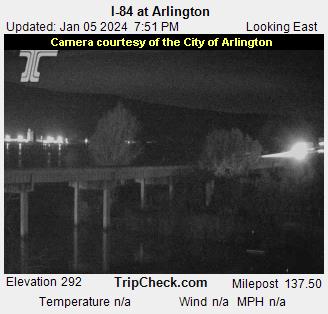 I-84 at Arlington
Updated: Jan 05 2024 7:51 PM Looking East
Camera courtesy of the City of Arlington
Elevation 292 TripCheck.com Milepost 137.50
Temperature n/a Wind n/a MPH n/a